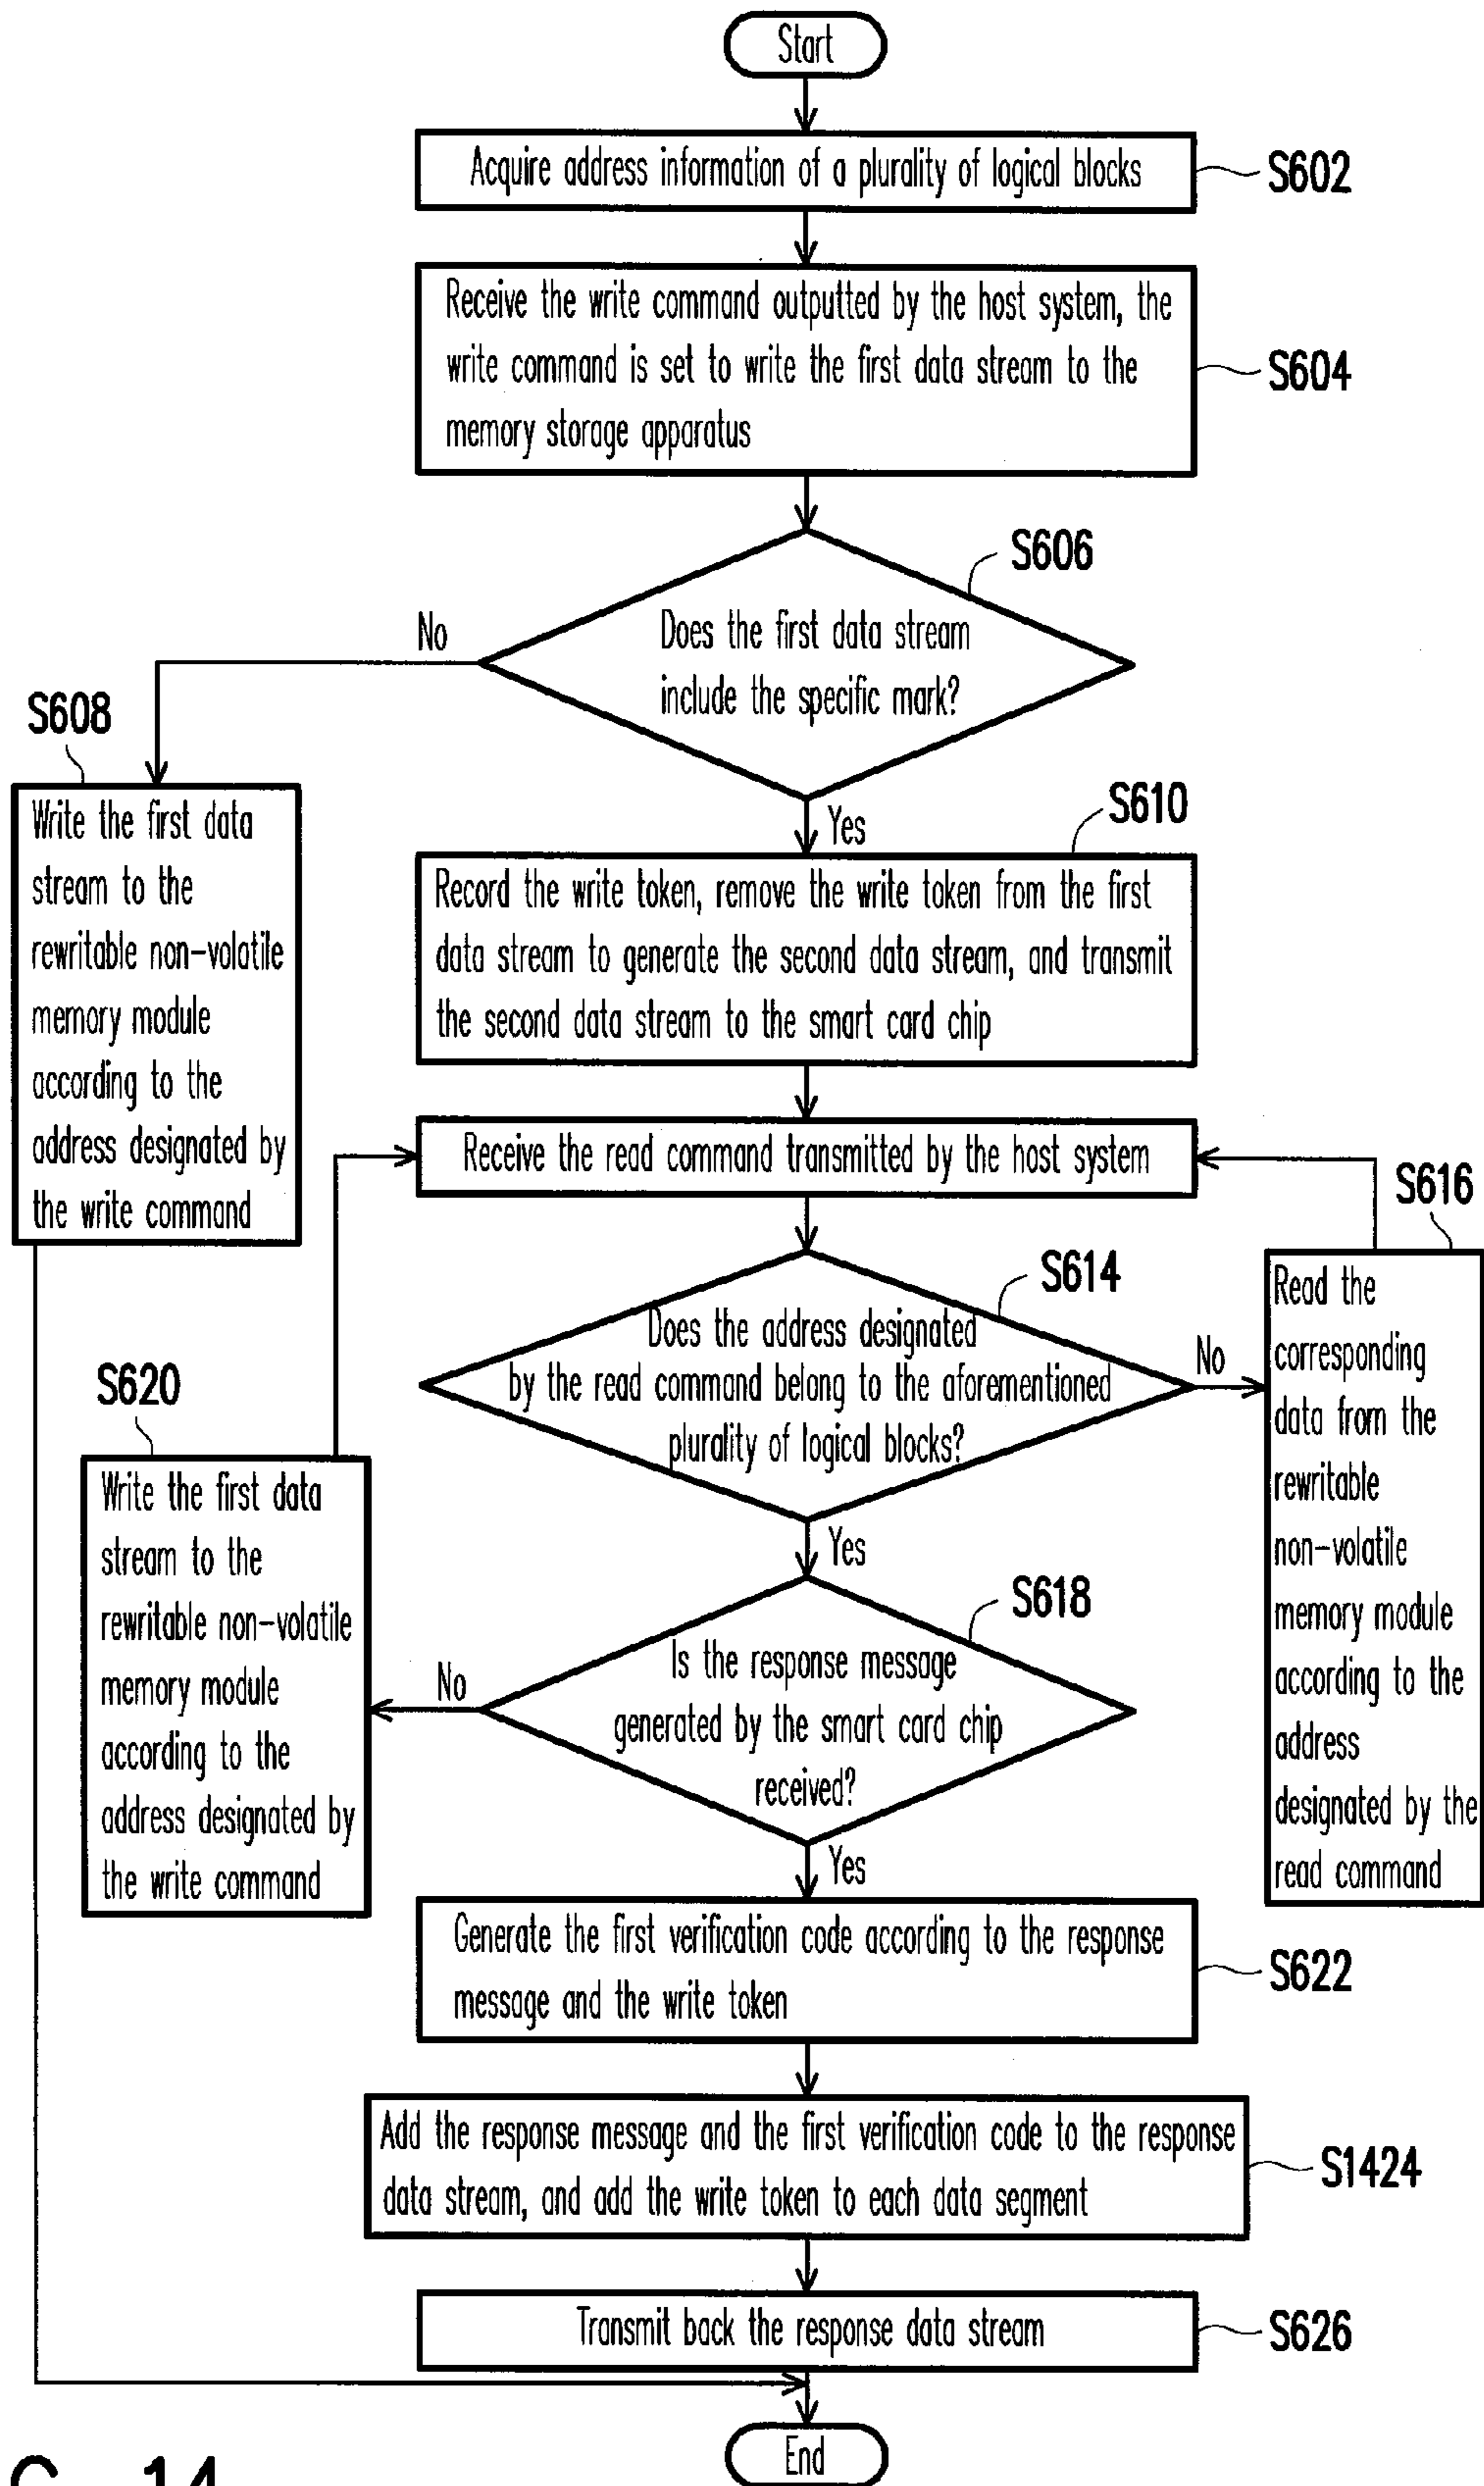 Start
Acquire address information of a plurality of logical blocks
S602
Receive the write command outputted by the host system, the
write command is set to write the first data stream to the
memory storage apparatus
S604
S606
Does the first data stream
include the specific mark?
No
Yes
S608
Write the first data
stream to the
rewritable non-volatile
memory module
according to the
address designated by
the write command
S610
Record the write token, remove the write token from the first
data stream to generate the second data stream, and transmit
the second data stream to the smart card chip
Receive the read command transmitted by the host system
S614
Does the address designated
by the read command belong to the aforementioned
plurality of logical blocks?
No
Yes
S616
Read the
corresponding
data from the
rewritable
non-volatile
memory module
according to the
address
designated by the
read command
S618
Is the response message
generated by the smart card chip
received?
No
Yes
S620
Write the first data
stream to the
rewritable non-volatile
memory module
according to the
address designated by
the write command
Generate the first verification code according to the response
message and the write token
S622
Add the response message and the first verification code to the response
data stream, and add the write token to each data segment
S1424
Transmit back the response data stream
S626
End
14